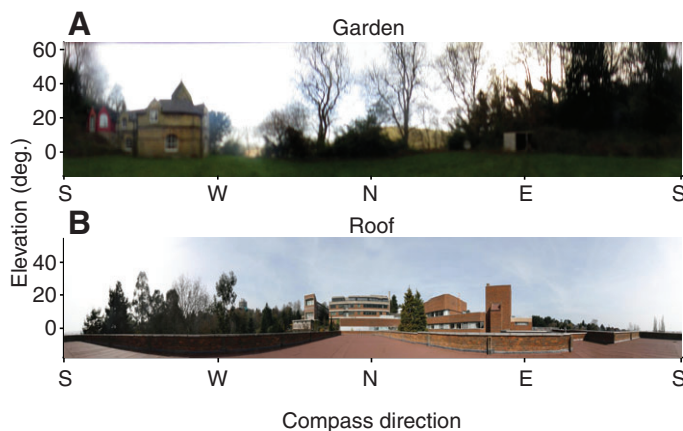 A
Garden
60
40
20
0
S W N E S
B
Roof
40
20
0
S W N E S
Elevation (deg.)
Compass direction